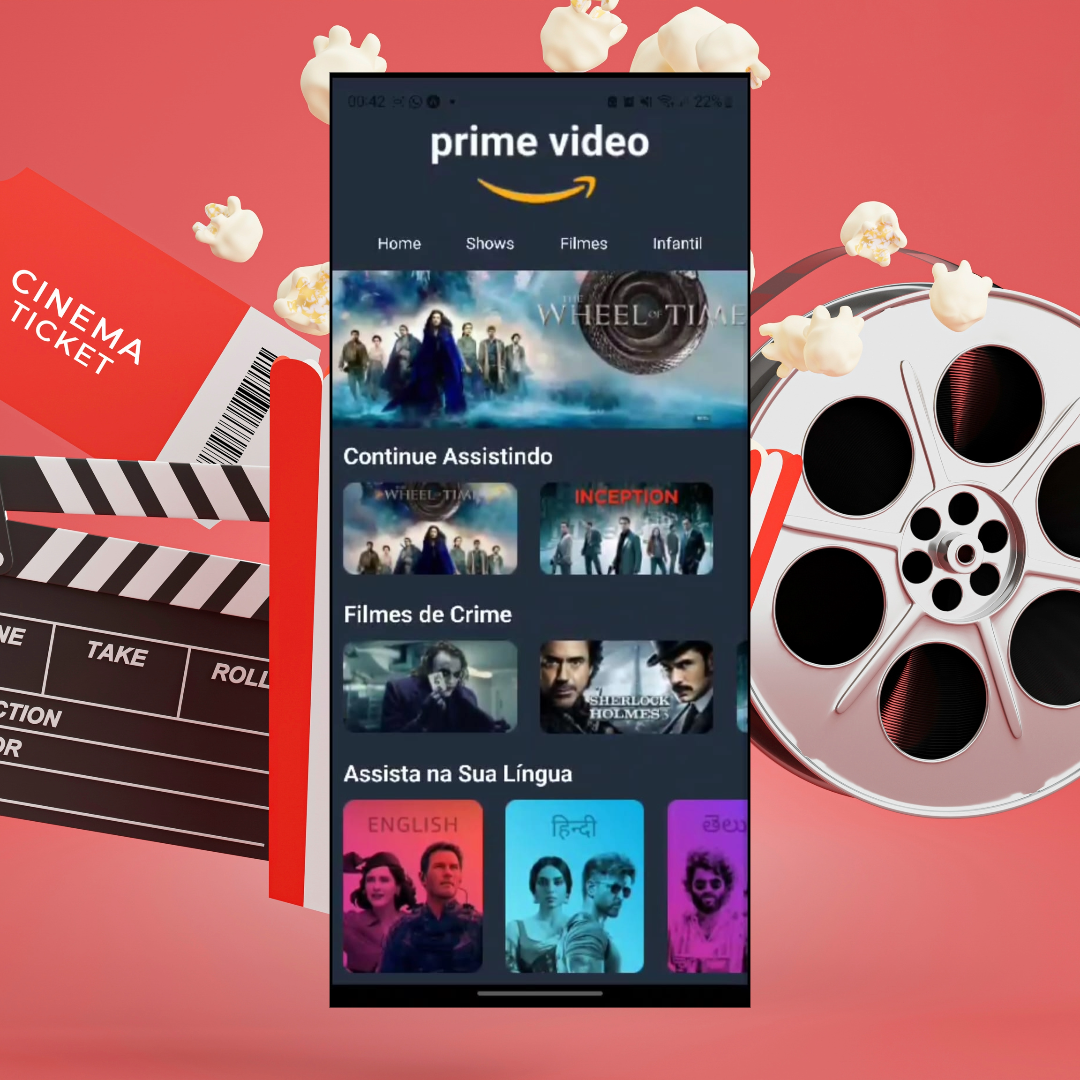 CINEMA
TICKET
NE
TAKE
ROLL
CTION
OR
00:42
22%
prime video
Home
Shows
Filmes
Infantil
THE
WHEEL OF TIME
Continue Assistindo
WHEEL OF TIME
INCEPTION
Filmes de Crime
SHERLOCK
HOLMES
Assista na Sua Língua
ENGLISH
हिन्दी
తెలు